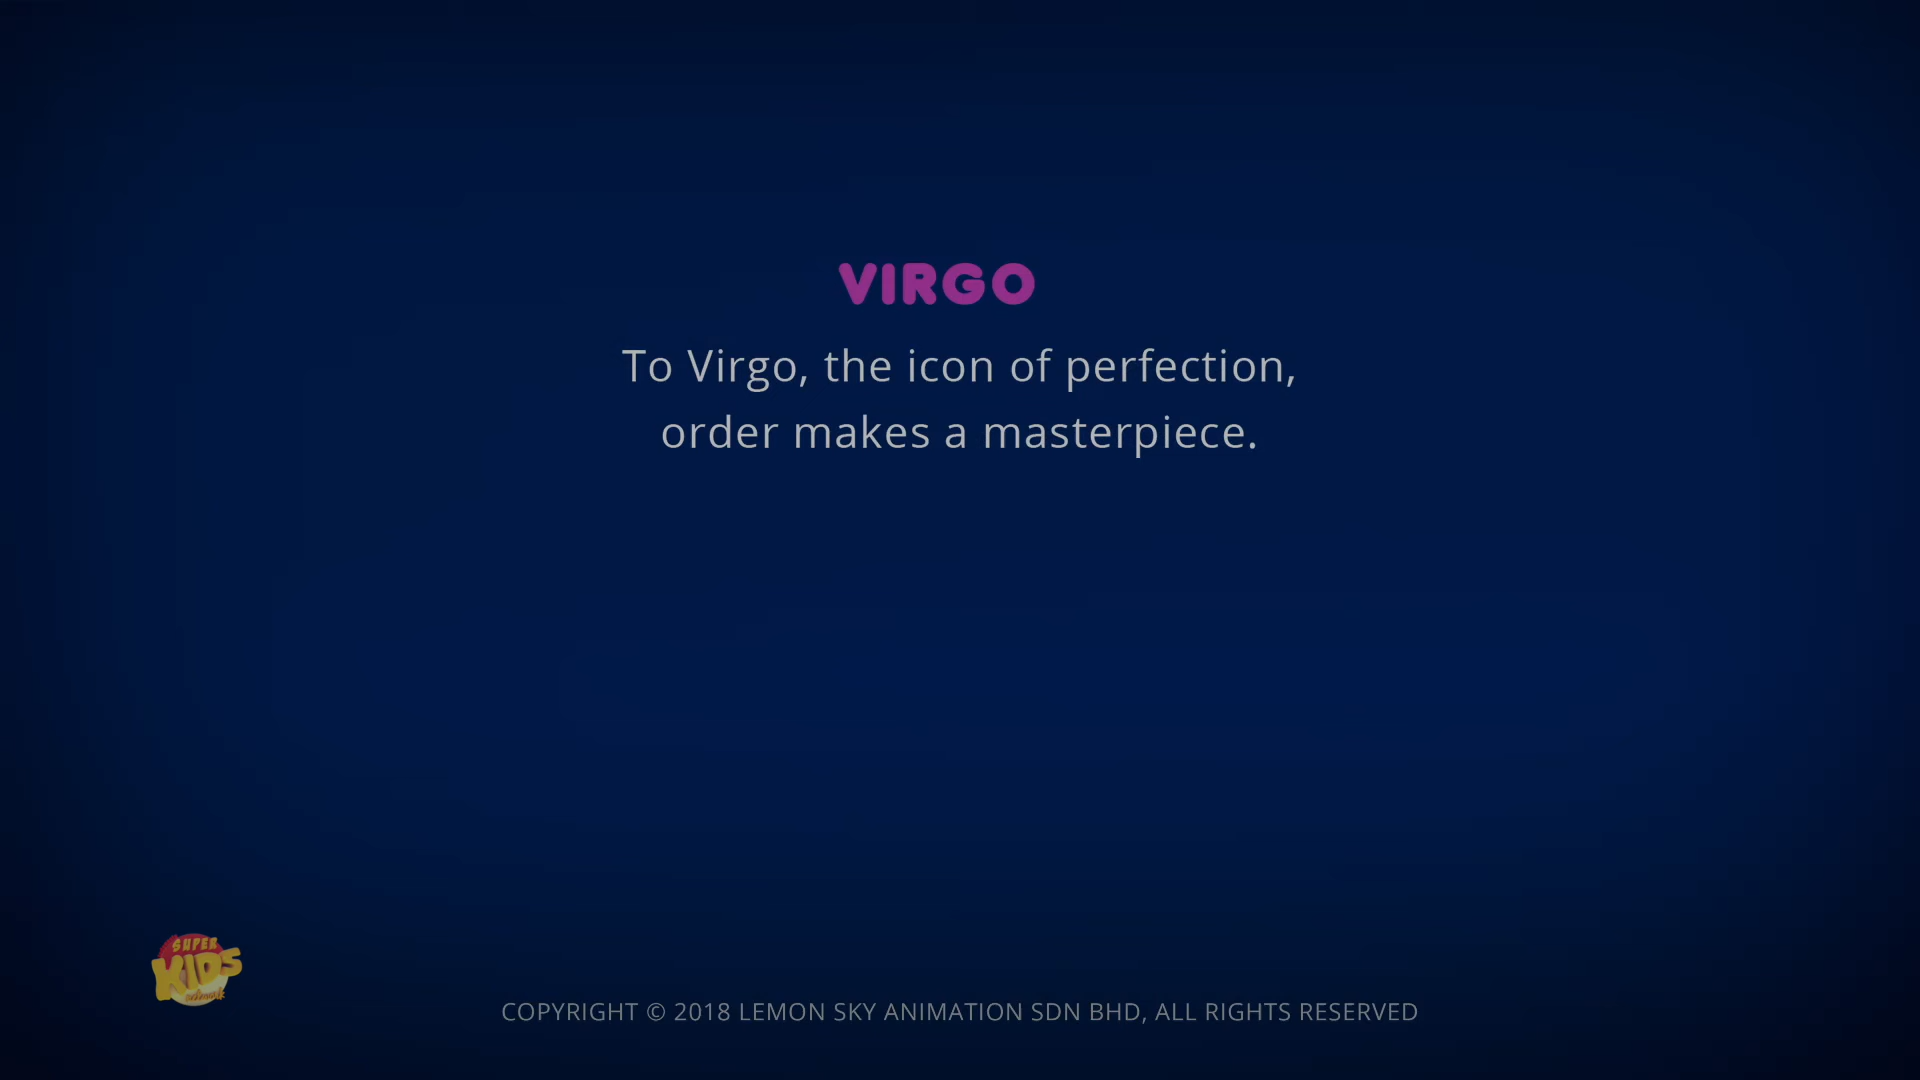 VIRGO
To Virgo, the icon of perfection,
order makes a masterpiece.
SUPER
KIDS
network
COPYRIGHT © 2018 LEMON SKY ANIMATION SDN BHD, ALL RIGHTS RESERVED